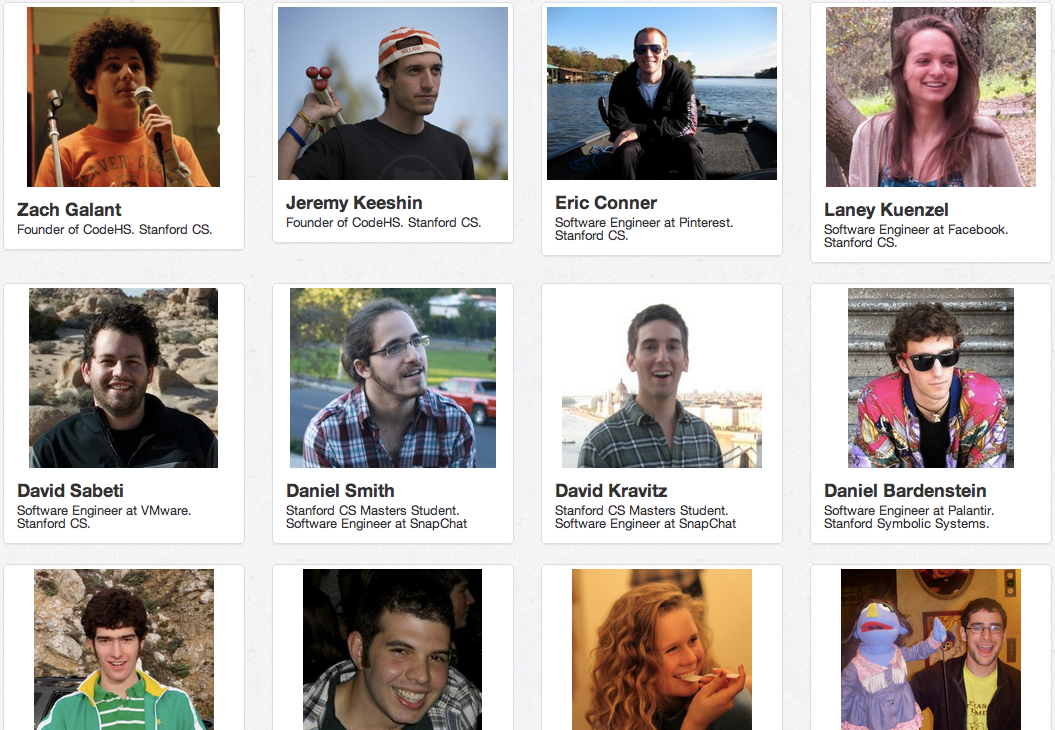 HOLLAND
Zach Galant
Founder of CodeHS. Stanford CS.
Jeremy Keeshin
Founder of CodeHS. Stanford CS.
Eric Conner
Software Engineer at Pinterest.
Stanford CS.
Laney Kuenzel
Software Engineer at Facebook.
Stanford CS.
David Sabeti
Software Engineer at VMware.
Stanford CS.
Daniel Smith
Stanford CS Masters Student.
Software Engineer at SnapChat
David Kravitz
Stanford CS Masters Student.
Software Engineer at SnapChat
Daniel Bardenstein
Software Engineer at Palantir.
Stanford Symbolic Systems.